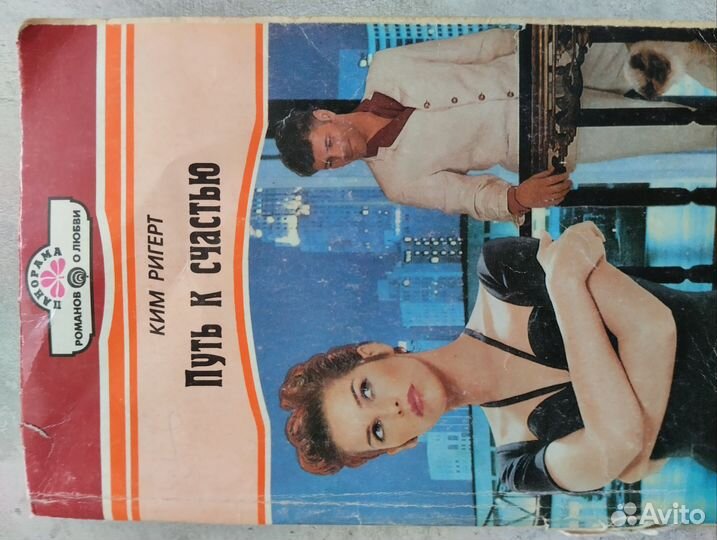 ПАНОРАМА
РОМАНОВ О ЛЮБВИ
КИМ РИГЕРТ
Путь к счастью
Avito